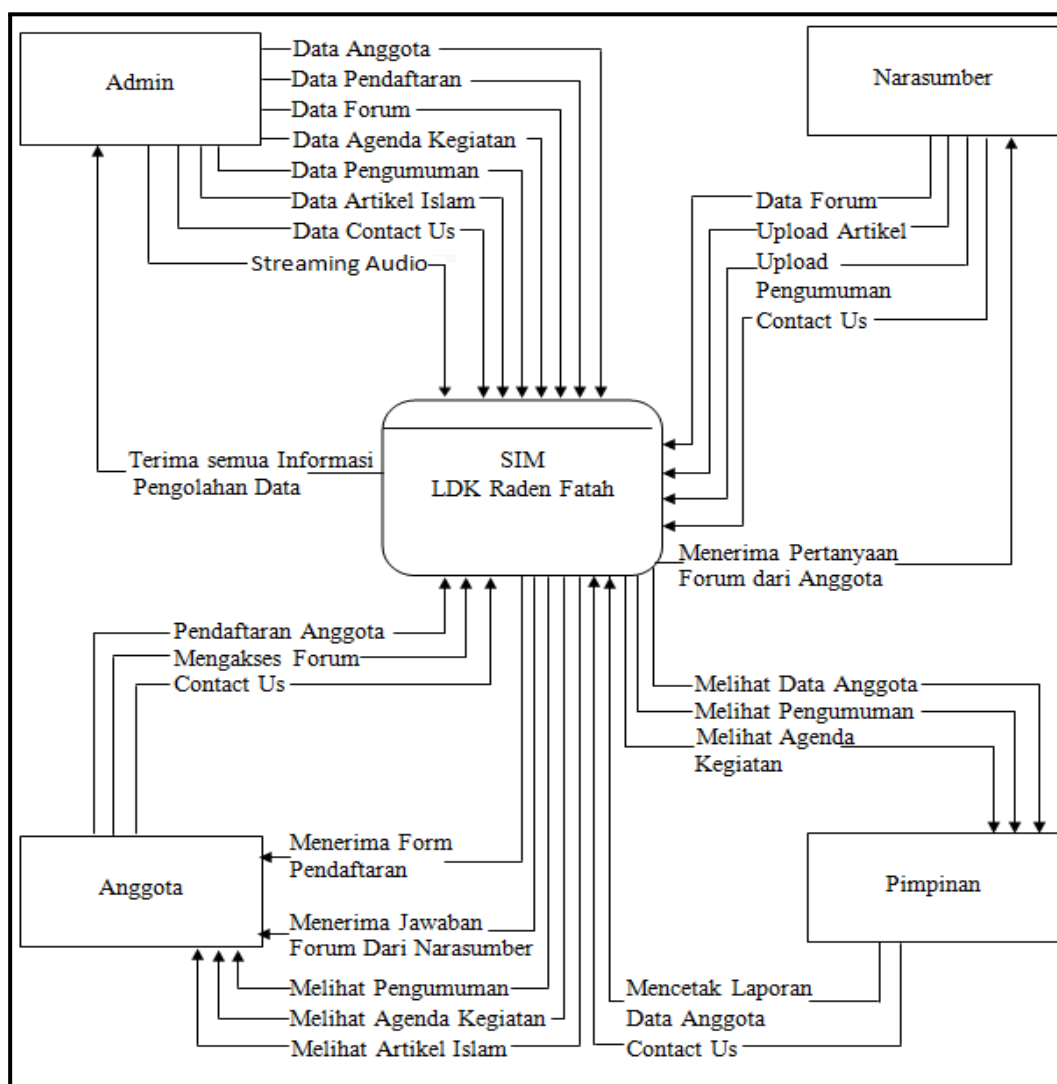 Admin
Data Anggota
Data Pendaftaran
Data Forum
Data Agenda Kegiatan
Data Pengumuman
Data Artikel Islam
Data Contact Us
Streaming Audio
Narasumber
Data Forum
Upload Artikel
Upload
Pengumuman
Contact Us
Terima semua Informasi
Pengolahan Data
SIM
LDK Raden Fatah
Menerima Pertanyaan
Forum dari Anggota
Pendaftaran Anggota
Mengakses Forum
Contact Us
Melihat Data Anggota
Melihat Pengumuman
Melihat Agenda
Kegiatan
Anggota
Menerima Form
Pendaftaran
Menerima Jawaban
Forum Dari Narasumber
Melihat Pengumuman
Melihat Agenda Kegiatan
Melihat Artikel Islam
Pimpinan
Mencetak Laporan
Data Anggota
Contact Us